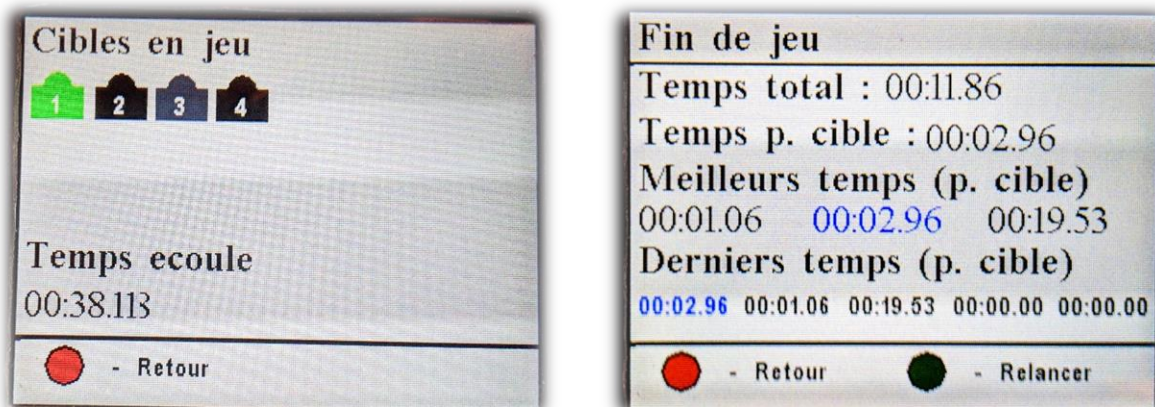 Cibles en jeu
1 2 3 4
Temps ecoule
00:38.113
- Retour
Fin de jeu
Temps total : 00:11.86
Temps p. cible : 00:02.96
Meilleurs temps (p. cible)
00:01.06 00:02.96 00:19.53
Derniers temps (p. cible)
00:02.96 00:01.06 00:19.53 00:00.00 00:00.00
- Retour - Relancer